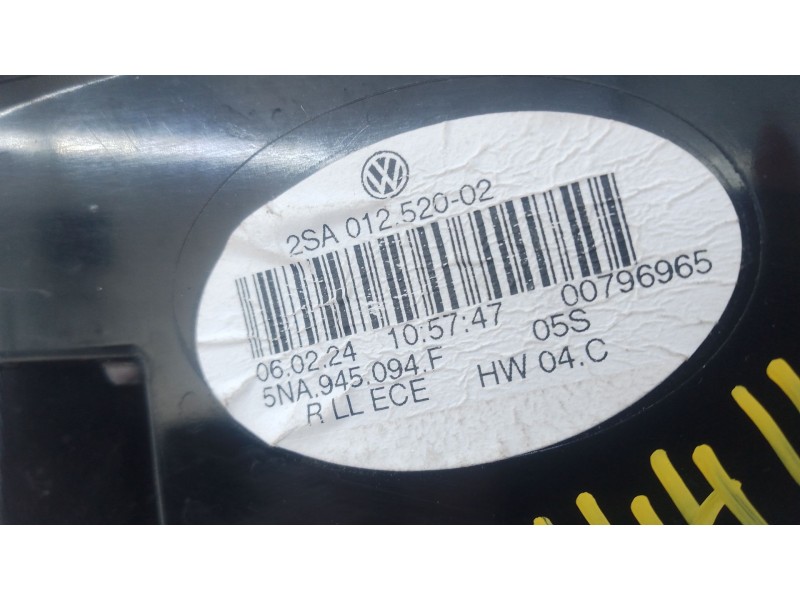 2SA 012.520-02
00796965
06.02.24 10:57:47 05S
5NA.945.094.F HW 04.C
R LL ECE